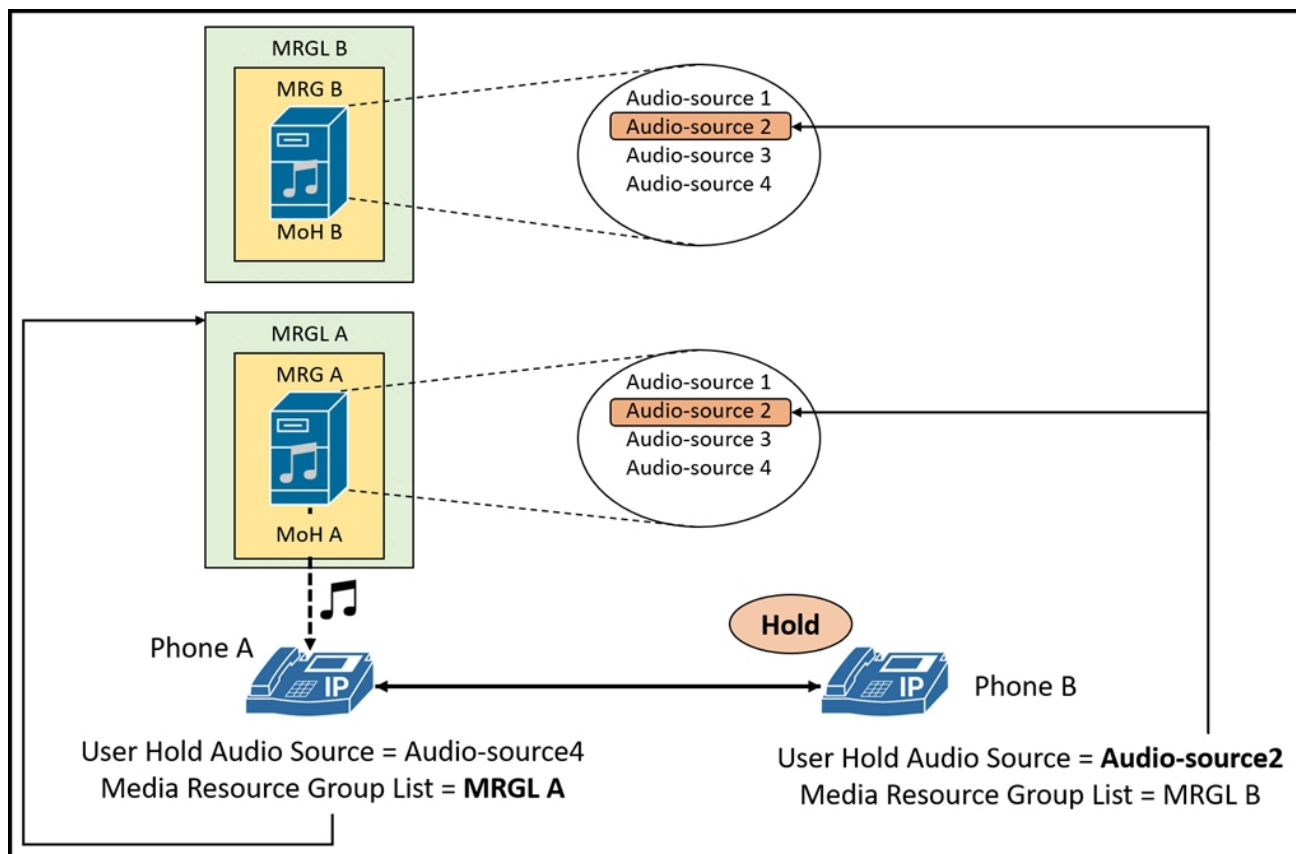 MRGL B
MRG B
MoH B
Audio-source 1
Audio-source 2
Audio-source 3
Audio-source 4
MRGL A
MRG A
MoH A
Audio-source 1
Audio-source 2
Audio-source 3
Audio-source 4
Hold
Phone A
IP
IP
Phone B
User Hold Audio Source = Audio-source4
Media Resource Group List = MRGL A
User Hold Audio Source = Audio-source2
Media Resource Group List = MRGL B